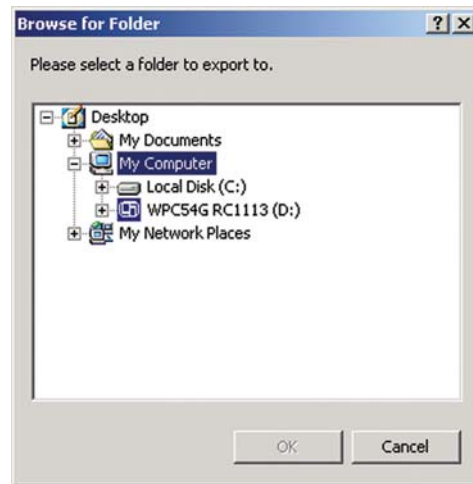 Browse for Folder
Please select a folder to export to.
Desktop
My Documents
My Computer
Local Disk (C:)
WPC54G RC1113 (D:)
My Network Places
OK
Cancel